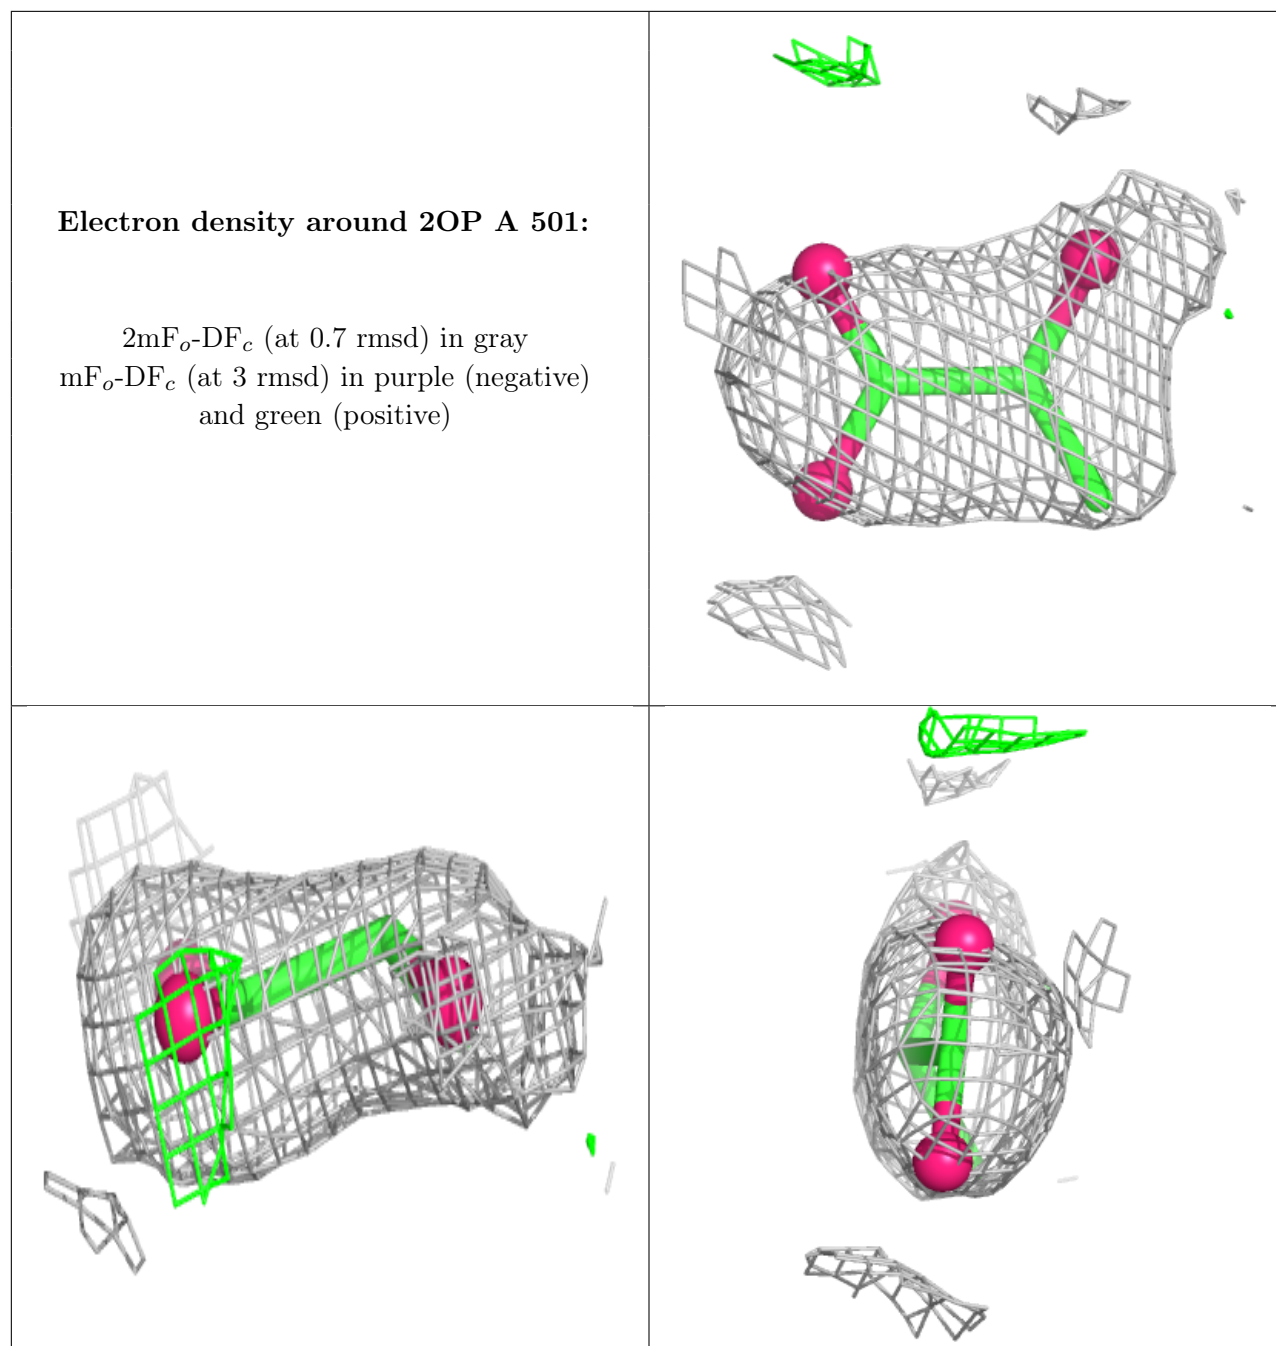 Electron density around 2OP A 501:
2mFo-DFc (at 0.7 rmsd) in gray
mFo-DFc (at 3 rmsd) in purple (negative)
and green (positive)